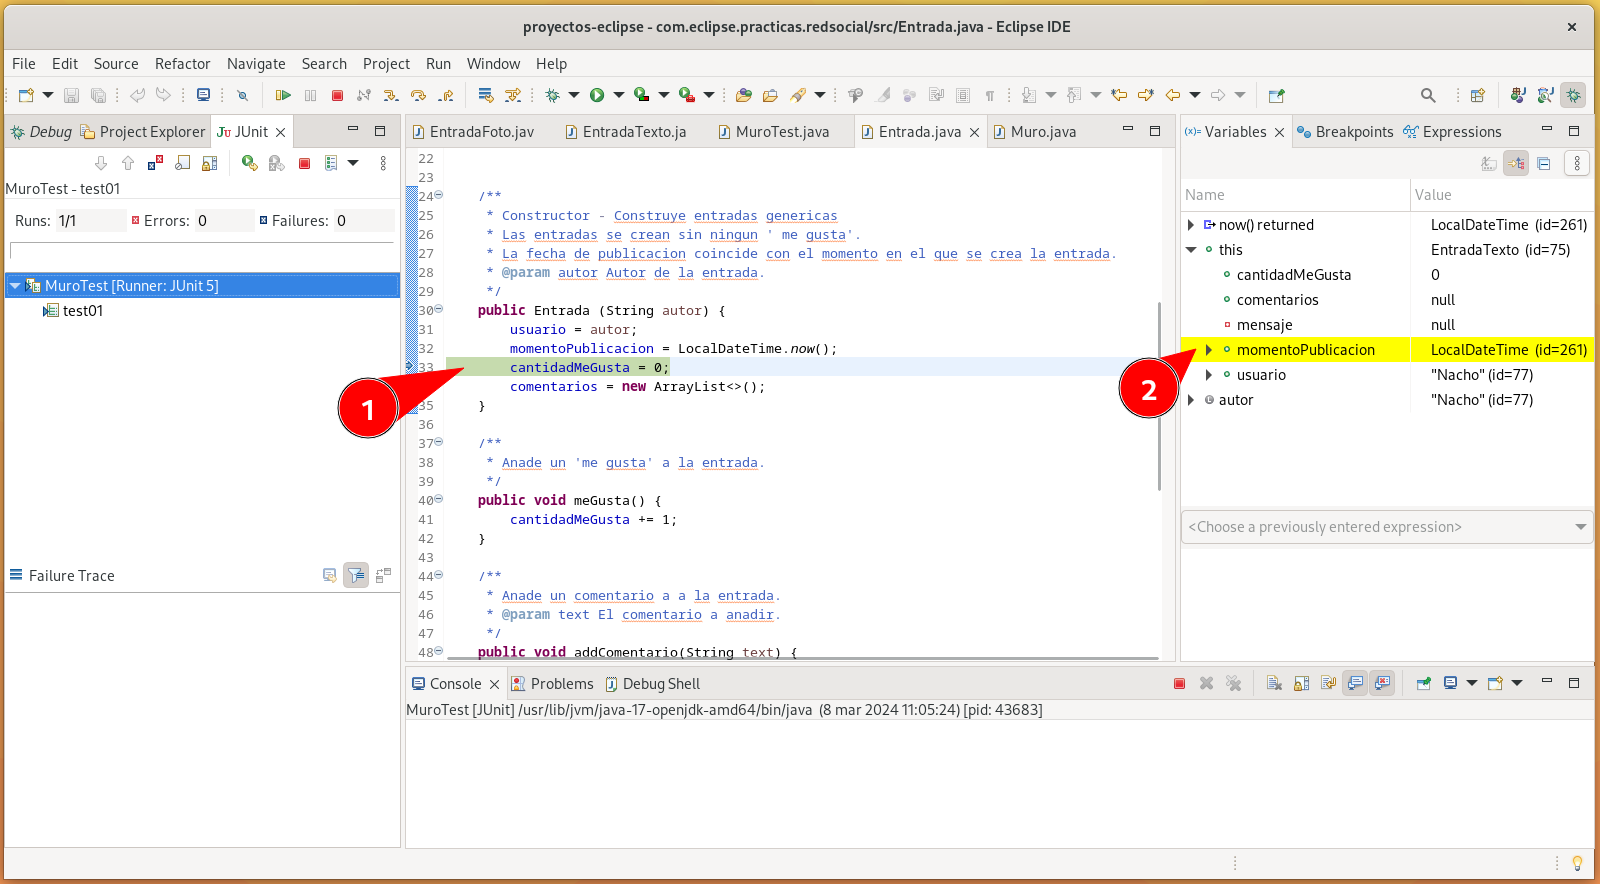 proyectos-eclipse - com.eclipse.practicas.redsocial/src/Entrada.java - Eclipse IDE
File Edit Source Refactor Navigate Search Project Run Window Help
Debug Project Explorer JUnit
MuroTest - test01
Runs: 1/1 Errors: 0 Failures: 0
MuroTest [Runner: JUnit 5]
test01
Failure Trace
EntradaFoto.jav EntradaTexto.ja MuroTest.java Entrada.java Muro.java
22
23
24 /**
25 * Constructor - Construye entradas genericas
26 * Las entradas se crean sin ningun ' me gusta'.
27 * La fecha de publicacion coincide con el momento en el que se crea la entrada.
28 * @param autor Autor de la entrada.
29 */
30 public Entrada (String autor) {
31 usuario = autor;
32 momentoPublicacion = LocalDateTime.now();
33 cantidadMeGusta = 0;
comentarios = new ArrayList<>();
35 }
36
37 /**
38 * Anade un 'me gusta' a la entrada.
39 */
40 public void meGusta() {
41 cantidadMeGusta += 1;
42 }
43
44 /**
45 * Anade un comentario a a la entrada.
46 * @param text El comentario a anadir.
47 */
48 public void addComentario(String text) {
1
2
(x)= Variables Breakpoints Expressions
Name Value
now() returned LocalDateTime (id=261)
this EntradaTexto (id=75)
cantidadMeGusta 0
comentarios null
mensaje null
momentoPublicacion LocalDateTime (id=261)
usuario "Nacho" (id=77)
autor "Nacho" (id=77)
<Choose a previously entered expression>
Console Problems Debug Shell
MuroTest [JUnit] /usr/lib/jvm/java-17-openjdk-amd64/bin/java (8 mar 2024 11:05:24) [pid: 43683]